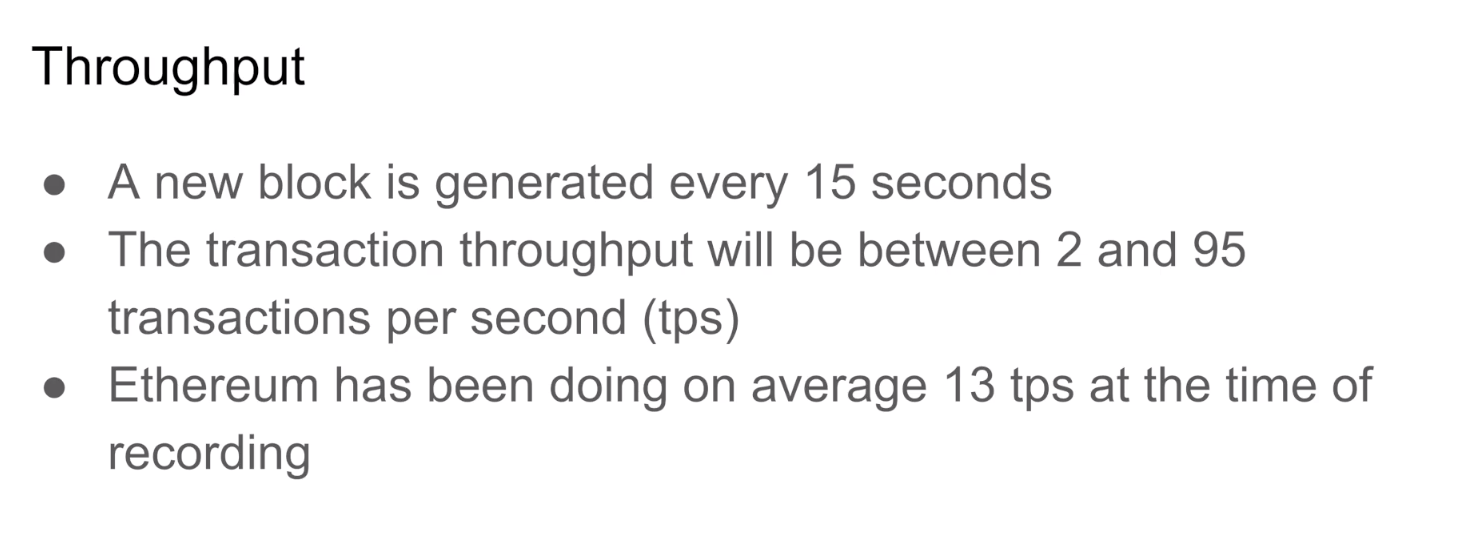 Throughput
● A new block is generated every 15 seconds
● The transaction throughput will be between 2 and 95
transactions per second (tps)
● Ethereum has been doing on average 13 tps at the time of
recording